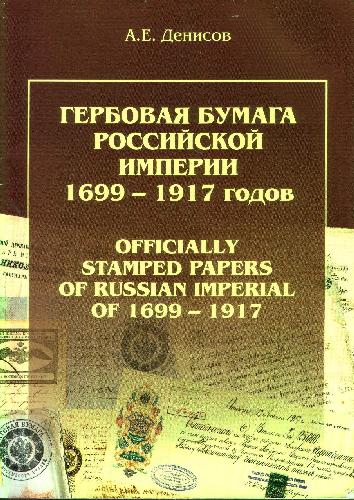 А.Е. Денисов
ГЕРБОВАЯ БУМАГА
РОССИЙСКОЙ
ИМПЕРИИ
1699 – 1917 годов
OFFICIALLY
STAMPED PAPERS
OF RUSSIAN IMPERIAL
OF 1699 – 1917